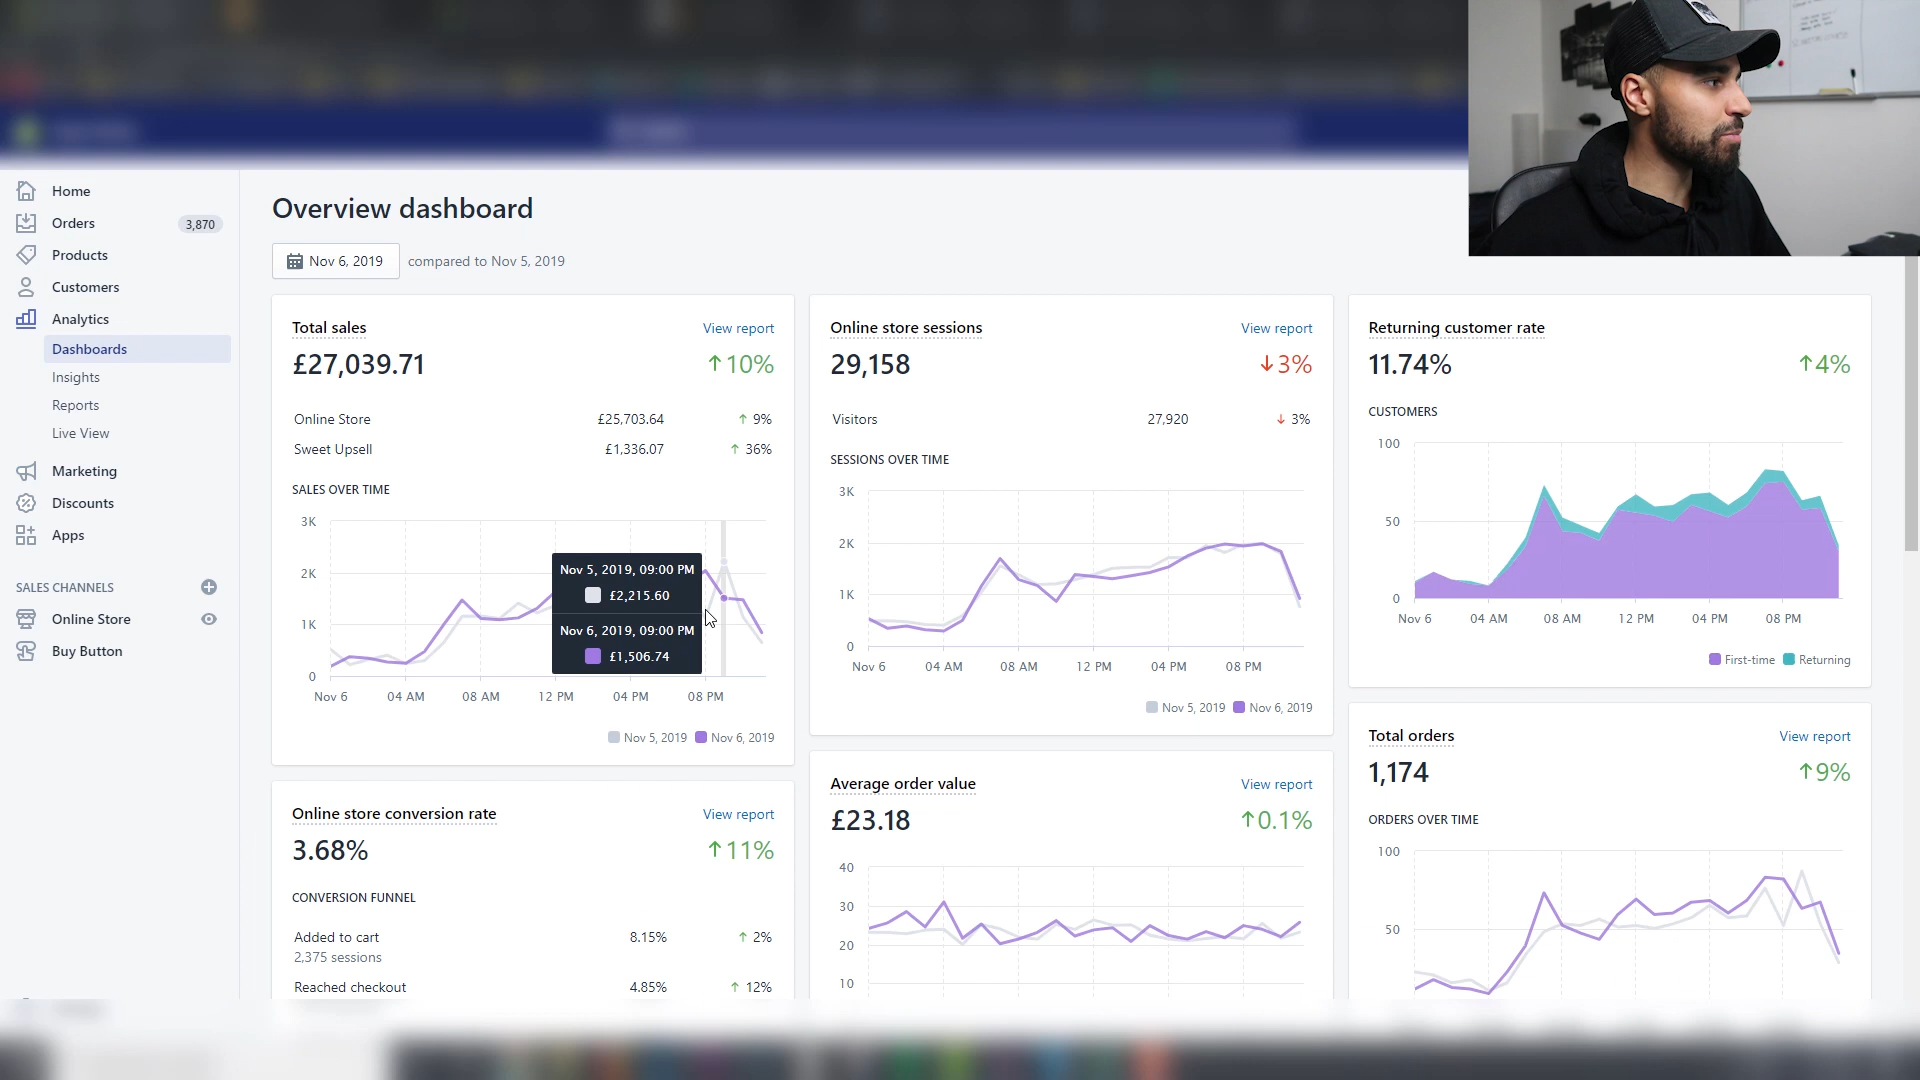 Home
Orders 3,870
Products
Customers
Analytics
Dashboards
Insights
Reports
Live View
Marketing
Discounts
Apps
SALES CHANNELS
Online Store
Buy Button
Overview dashboard
Nov 6, 2019 compared to Nov 5, 2019
Total sales View report
£27,039.71 ↑10%
Online Store £25,703.64 ↑ 9%
Sweet Upsell £1,336.07 ↑ 36%
SALES OVER TIME
3K
2K
1K
0
Nov 5, 2019, 09:00 PM
£2,215.60
Nov 6, 2019, 09:00 PM
£1,506.74
Nov 6 04 AM 08 AM 12 PM 04 PM 08 PM
Nov 5, 2019 Nov 6, 2019
Online store conversion rate View report
3.68% ↑11%
CONVERSION FUNNEL
Added to cart 8.15% ↑ 2%
2,375 sessions
Reached checkout 4.85% ↑ 12%
Online store sessions View report
29,158 ↓3%
Visitors 27,920 ↓ 3%
SESSIONS OVER TIME
3K
2K
1K
0
Nov 6 04 AM 08 AM 12 PM 04 PM 08 PM
Nov 5, 2019 Nov 6, 2019
Average order value View report
£23.18 ↑0.1%
40
30
20
10
Returning customer rate
11.74% ↑4%
CUSTOMERS
100
50
0
Nov 6 04 AM 08 AM 12 PM 04 PM 08 PM
First-time Returning
Total orders View report
1,174 ↑9%
ORDERS OVER TIME
100
50